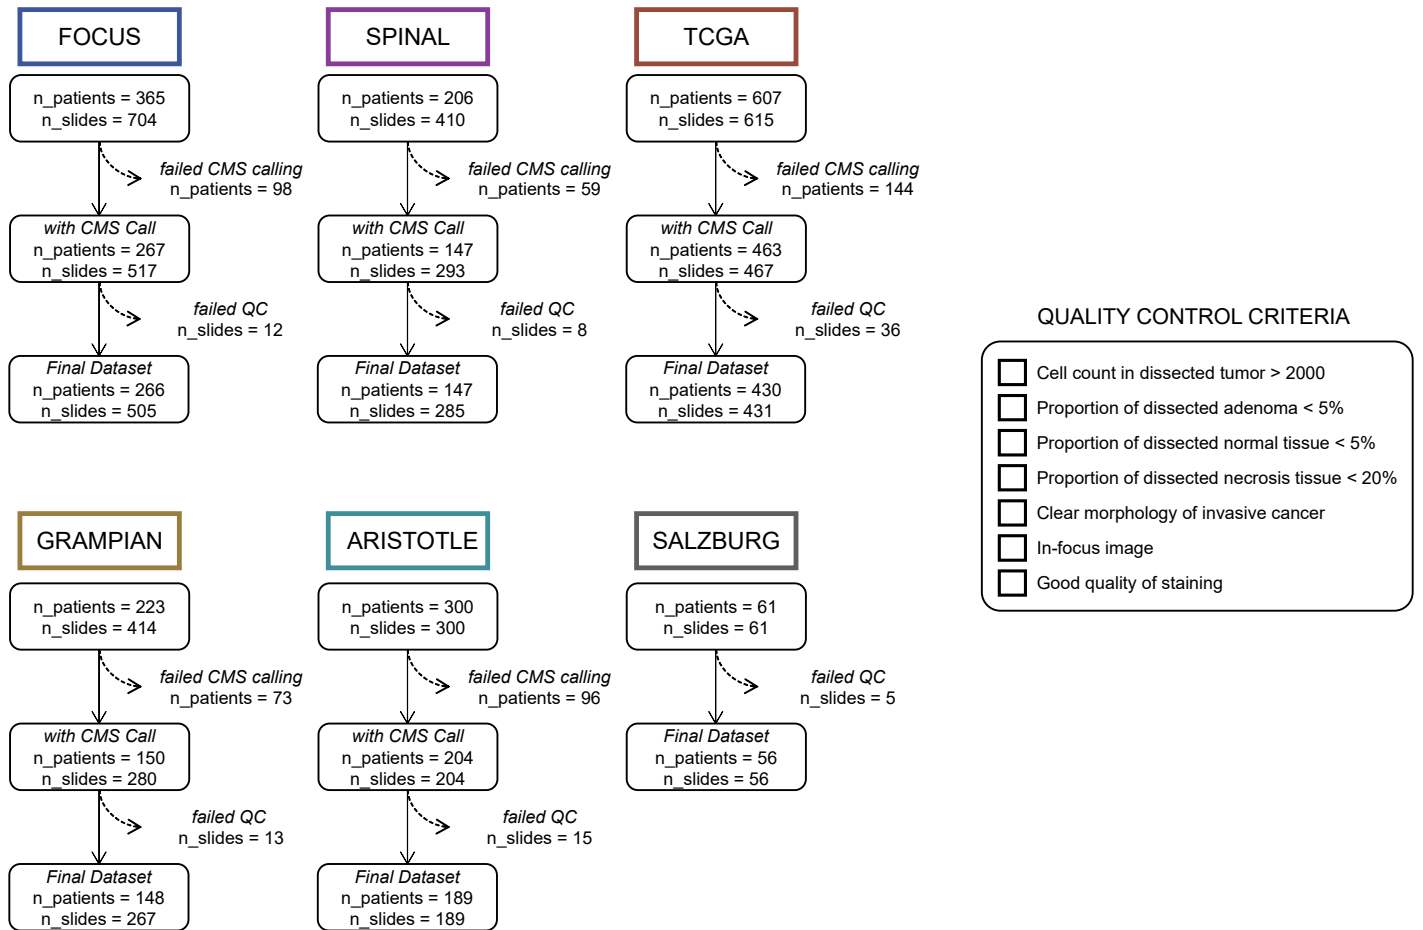 FOCUS
n_patients = 365
n_slides = 704
failed CMS calling
n_patients = 98
with CMS Call
n_patients = 267
n_slides = 517
failed QC
n_slides = 12
Final Dataset
n_patients = 266
n_slides = 505
SPINAL
n_patients = 206
n_slides = 410
failed CMS calling
n_patients = 59
with CMS Call
n_patients = 147
n_slides = 293
failed QC
n_slides = 8
Final Dataset
n_patients = 147
n_slides = 285
TCGA
n_patients = 607
n_slides = 615
failed CMS calling
n_patients = 144
with CMS Call
n_patients = 463
n_slides = 467
failed QC
n_slides = 36
Final Dataset
n_patients = 430
n_slides = 431
GRAMPIAN
n_patients = 223
n_slides = 414
failed CMS calling
n_patients = 73
with CMS Call
n_patients = 150
n_slides = 280
failed QC
n_slides = 13
Final Dataset
n_patients = 148
n_slides = 267
ARISTOTLE
n_patients = 300
n_slides = 300
failed CMS calling
n_patients = 96
with CMS Call
n_patients = 204
n_slides = 204
failed QC
n_slides = 15
Final Dataset
n_patients = 189
n_slides = 189
SALZBURG
n_patients = 61
n_slides = 61
failed QC
n_slides = 5
Final Dataset
n_patients = 56
n_slides = 56
QUALITY CONTROL CRITERIA
Cell count in dissected tumor > 2000
Proportion of dissected adenoma < 5%
Proportion of dissected normal tissue < 5%
Proportion of dissected necrosis tissue < 20%
Clear morphology of invasive cancer
In-focus image
Good quality of staining